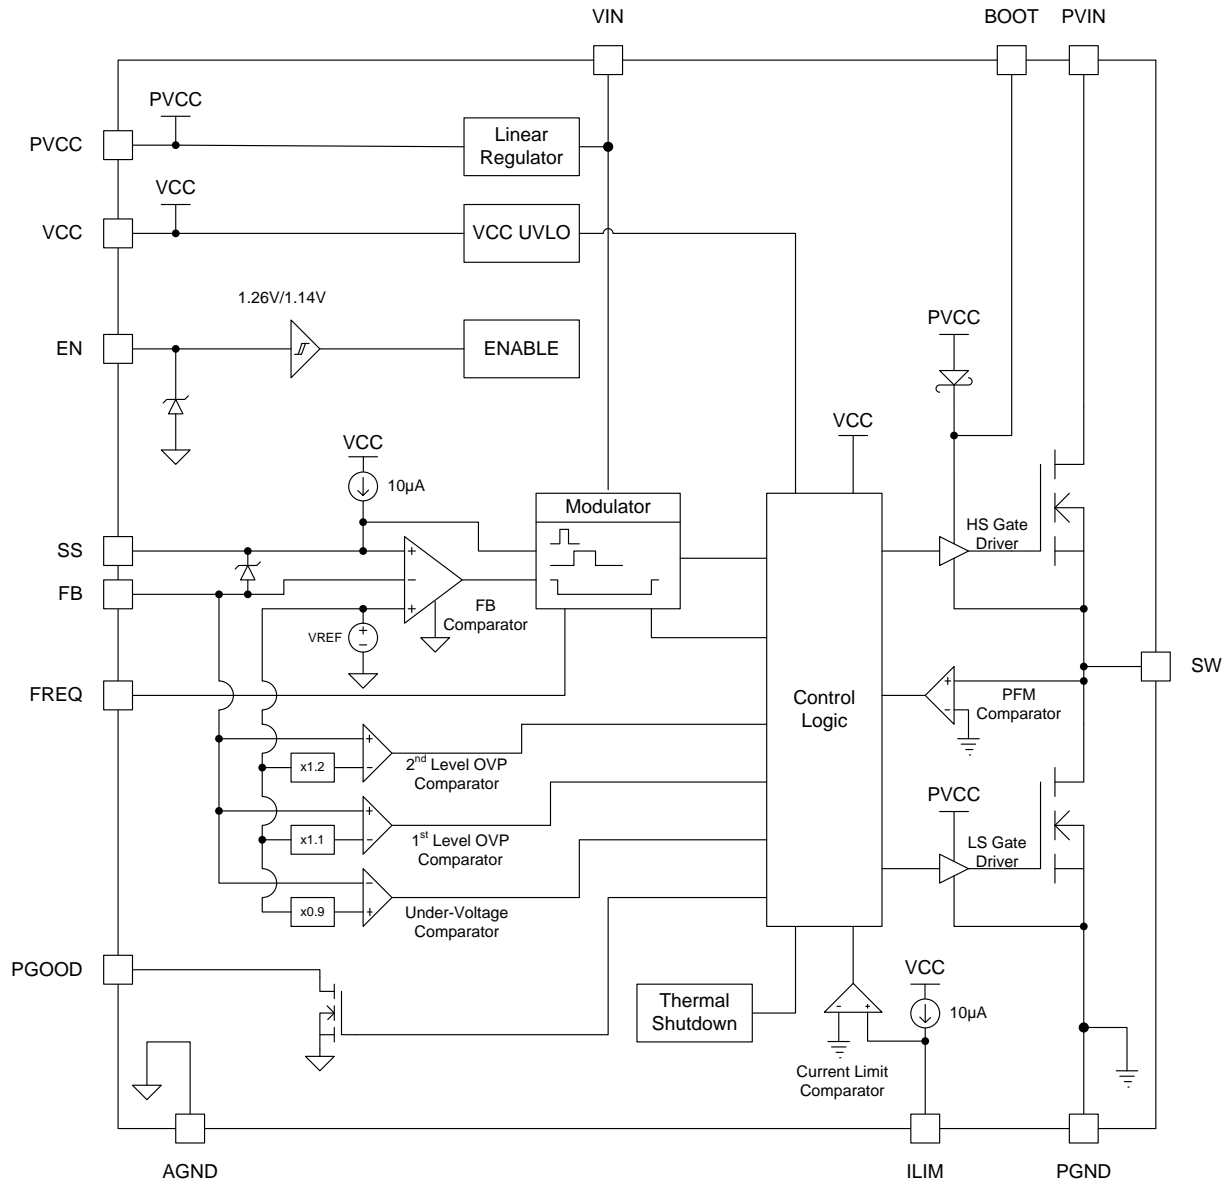 VIN
BOOT
PVIN
PVCC
PVCC
Linear
Regulator
VCC
VCC
VCC UVLO
1.26V/1.14V
EN
ENABLE
PVCC
VCC
VCC
10µA
Modulator
SS
FB
+
−
+
FB
Comparator
HS Gate
Driver
VREF
+
−
FREQ
Control
Logic
+
-
PFM
Comparator
SW
x1.2
+
-
2nd Level OVP
Comparator
x1.1
+
-
1st Level OVP
Comparator
PVCC
LS Gate
Driver
x0.9
-
+
Under-Voltage
Comparator
PGOOD
Thermal
Shutdown
VCC
10µA
-
+
Current Limit
Comparator
AGND
ILIM
PGND